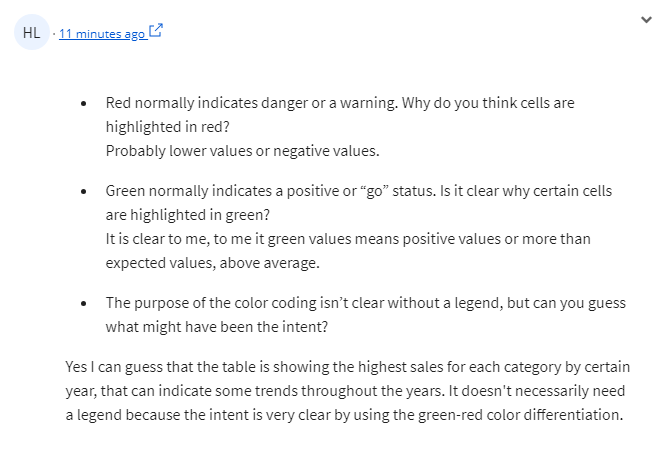 HL · 11 minutes ago
• Red normally indicates danger or a warning. Why do you think cells are
highlighted in red?
Probably lower values or negative values.
• Green normally indicates a positive or “go” status. Is it clear why certain cells
are highlighted in green?
It is clear to me, to me it green values means positive values or more than
expected values, above average.
• The purpose of the color coding isn’t clear without a legend, but can you guess
what might have been the intent?
Yes I can guess that the table is showing the highest sales for each category by certain
year, that can indicate some trends throughout the years. It doesn't necessarily need
a legend because the intent is very clear by using the green-red color differentiation.